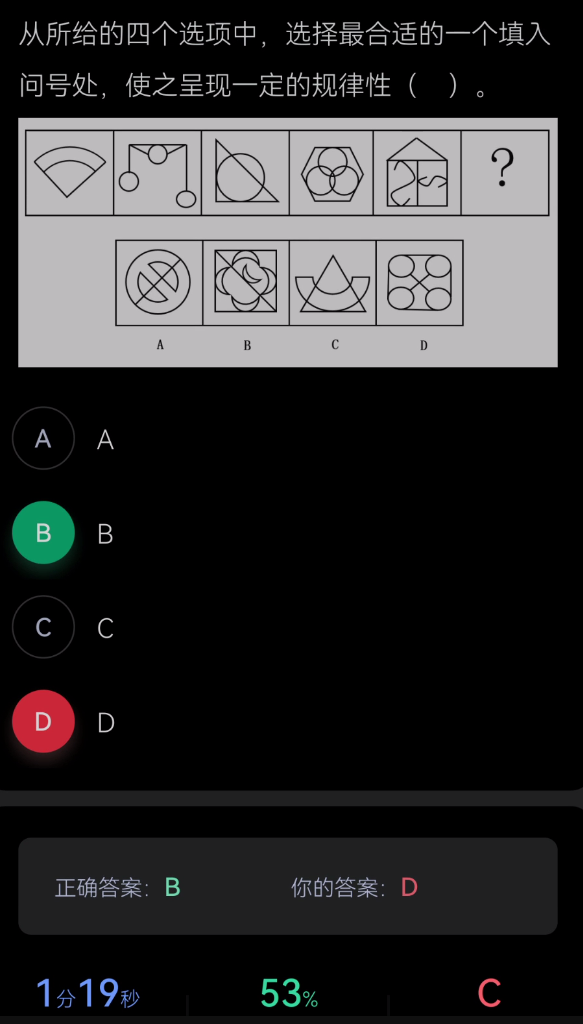 从所给的四个选项中，选择最合适的一个填入
问号处，使之呈现一定的规律性（　）。
?
A B C D
A A
B B
C C
D D
正确答案：B 你的答案：D
1分19秒 53% C